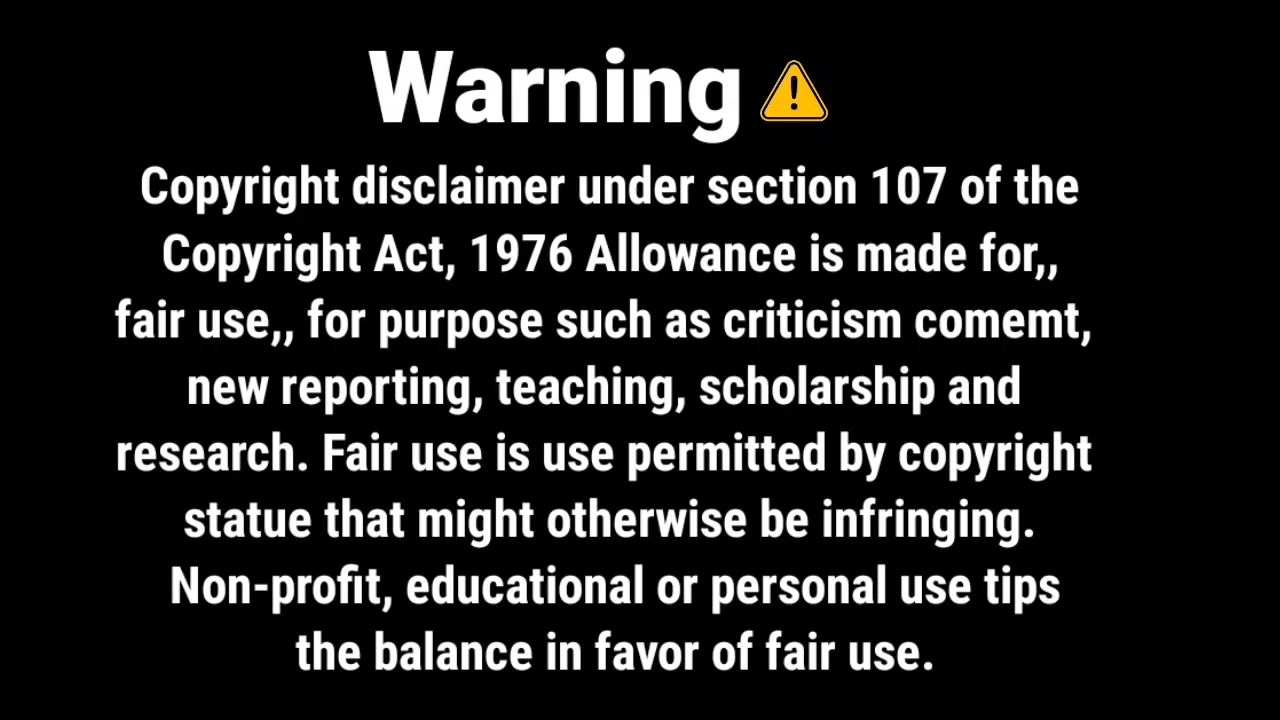 Warning ⚠
Copyright disclaimer under section 107 of the
Copyright Act, 1976 Allowance is made for,,
fair use,, for purpose such as criticism comemt,
new reporting, teaching, scholarship and
research. Fair use is use permitted by copyright
statue that might otherwise be infringing.
Non-profit, educational or personal use tips
the balance in favor of fair use.